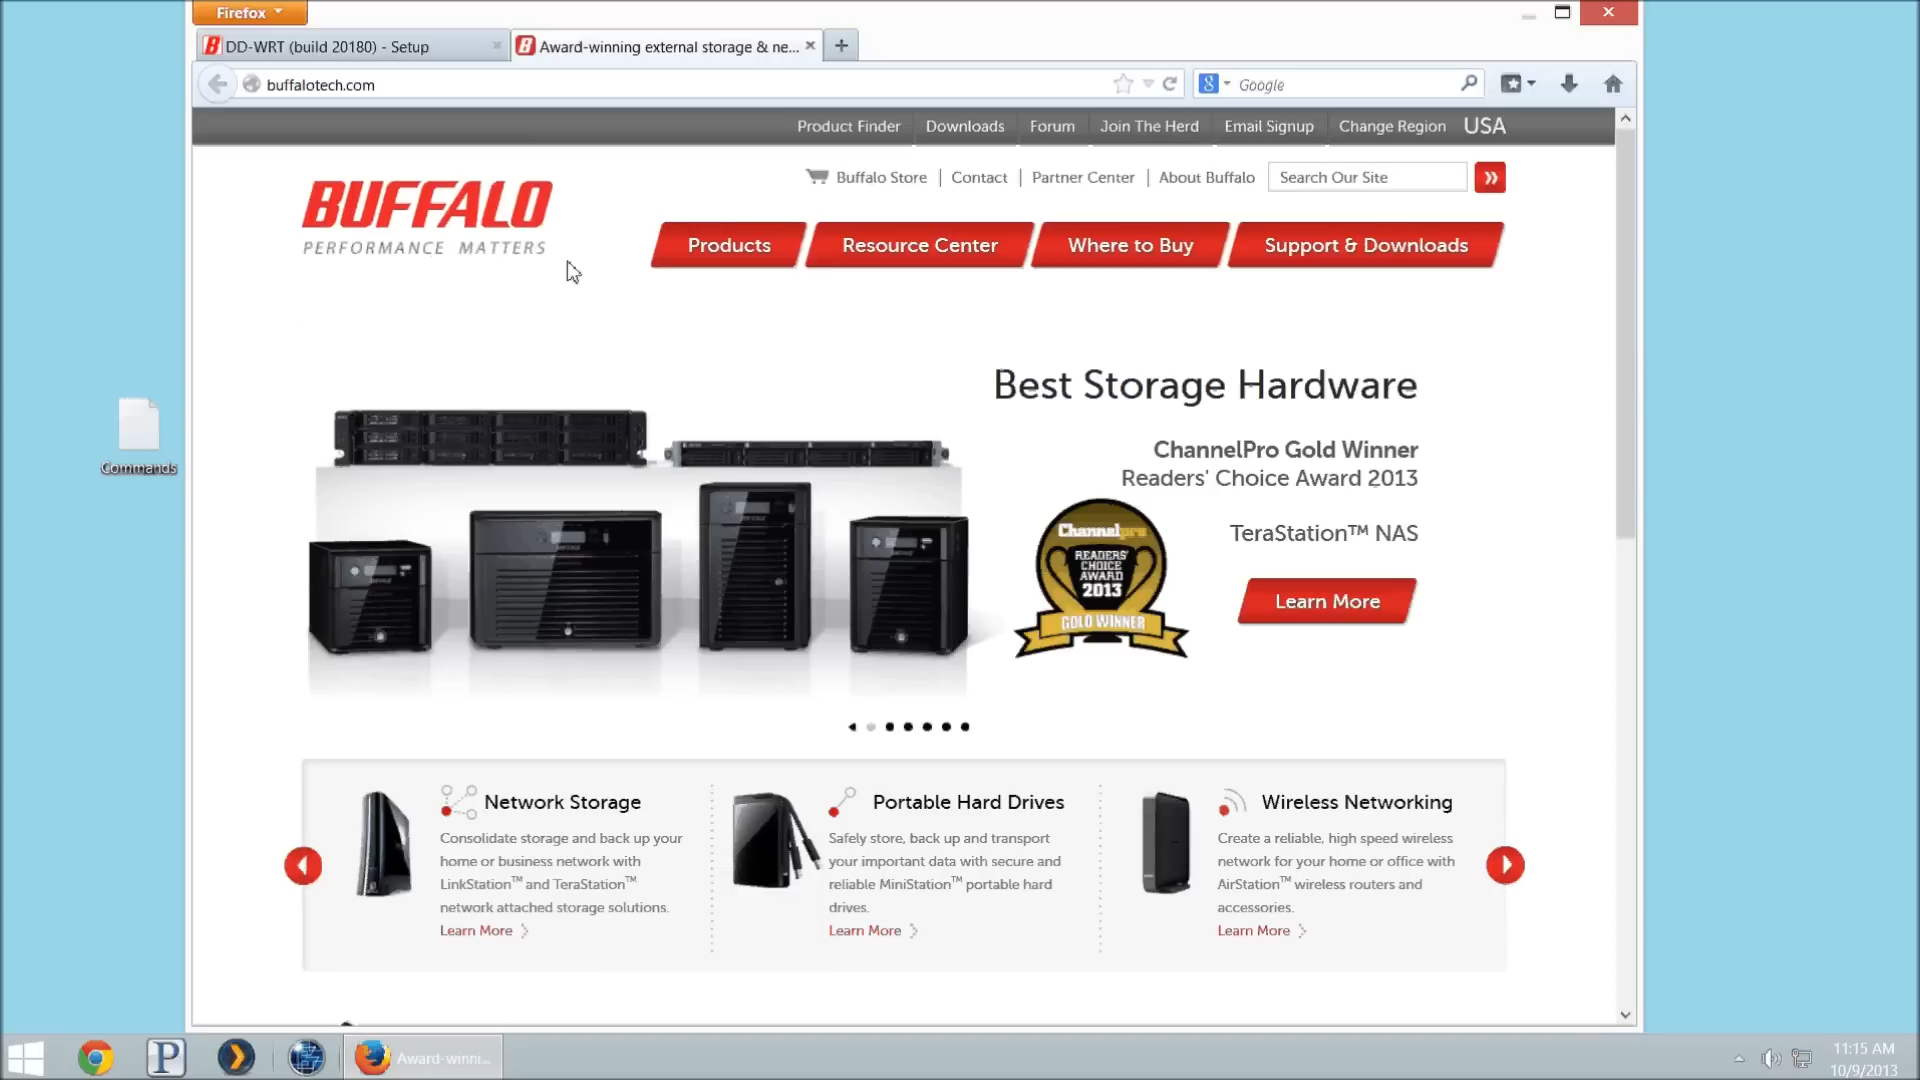 Firefox
DD-WRT (build 20180) - Setup
Award-winning external storage & ne...
buffalotech.com
Google
Product Finder
Downloads
Forum
Join The Herd
Email Signup
Change Region
USA
Buffalo Store | Contact | Partner Center | About Buffalo
Search Our Site
BUFFALO
PERFORMANCE MATTERS
Products
Resource Center
Where to Buy
Support & Downloads
Best Storage Hardware
ChannelPro Gold Winner
Readers' Choice Award 2013
TeraStation™ NAS
Learn More
Channelpro
READERS'
CHOICE
AWARD
2013
GOLD WINNER
Commands
Network Storage
Consolidate storage and back up your
home or business network with
LinkStation™ and TeraStation™
network attached storage solutions.
Learn More
Portable Hard Drives
Safely store, back up and transport
your important data with secure and
reliable MiniStation™ portable hard
drives.
Learn More
Wireless Networking
Create a reliable, high speed wireless
network for your home or office with
AirStation™ wireless routers and
accessories.
Learn More
Award-winni...
11:15 AM
10/9/2013